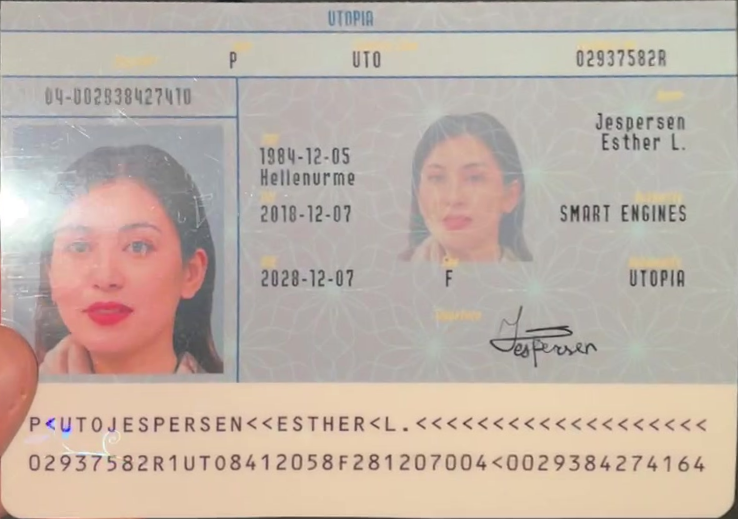 UTOPIA
P UTO 02937582R
04-002938427410
Jespersen
Esther L.
1984-12-05
Hellenurme
2018-12-07 SMART ENGINES
2028-12-07 F UTOPIA
Jespersen
P<UTOJESPERSEN<<ESTHER<L.<<<<<<<<<<<<<<<<<<<
02937582R1UTO8412058F281207004<0029384274164